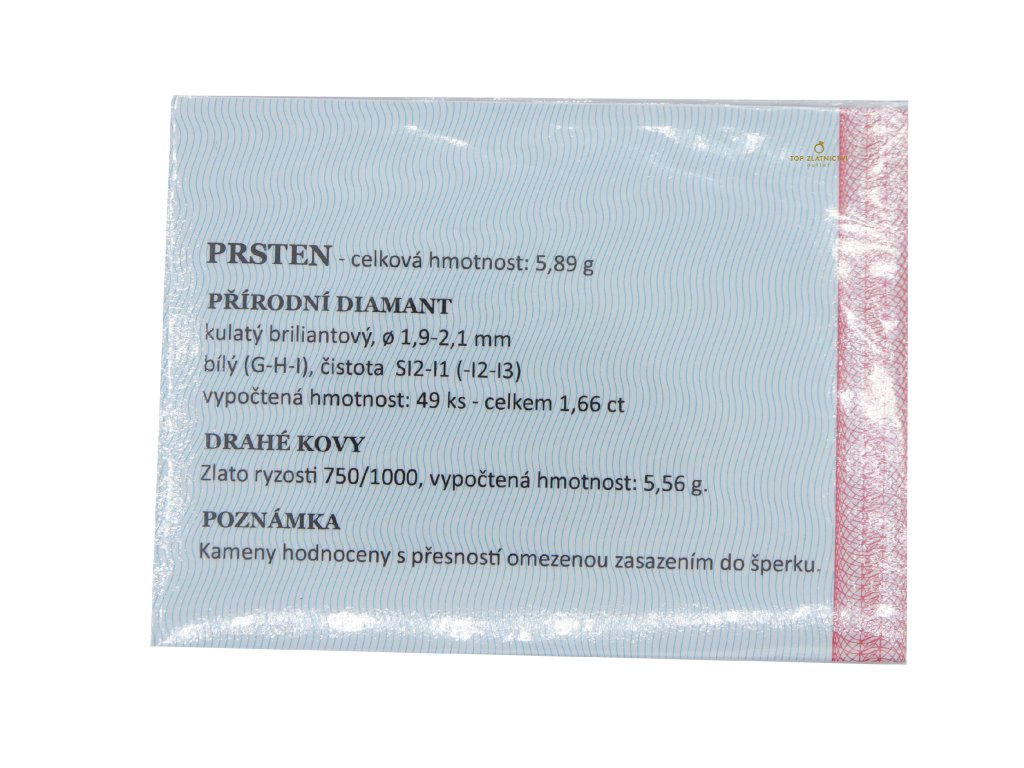 TOP ZLATNICTVÍ
outlet
PRSTEN - celková hmotnost: 5,89 g
PŘÍRODNÍ DIAMANT
kulatý briliantový, ø 1,9-2,1 mm
bílý (G-H-I), čistota SI2-I1 (-I2-I3)
vypočtená hmotnost: 49 ks - celkem 1,66 ct
DRAHÉ KOVY
Zlato ryzosti 750/1000, vypočtená hmotnost: 5,56 g.
POZNÁMKA
Kameny hodnoceny s přesností omezenou zasazením do šperku.